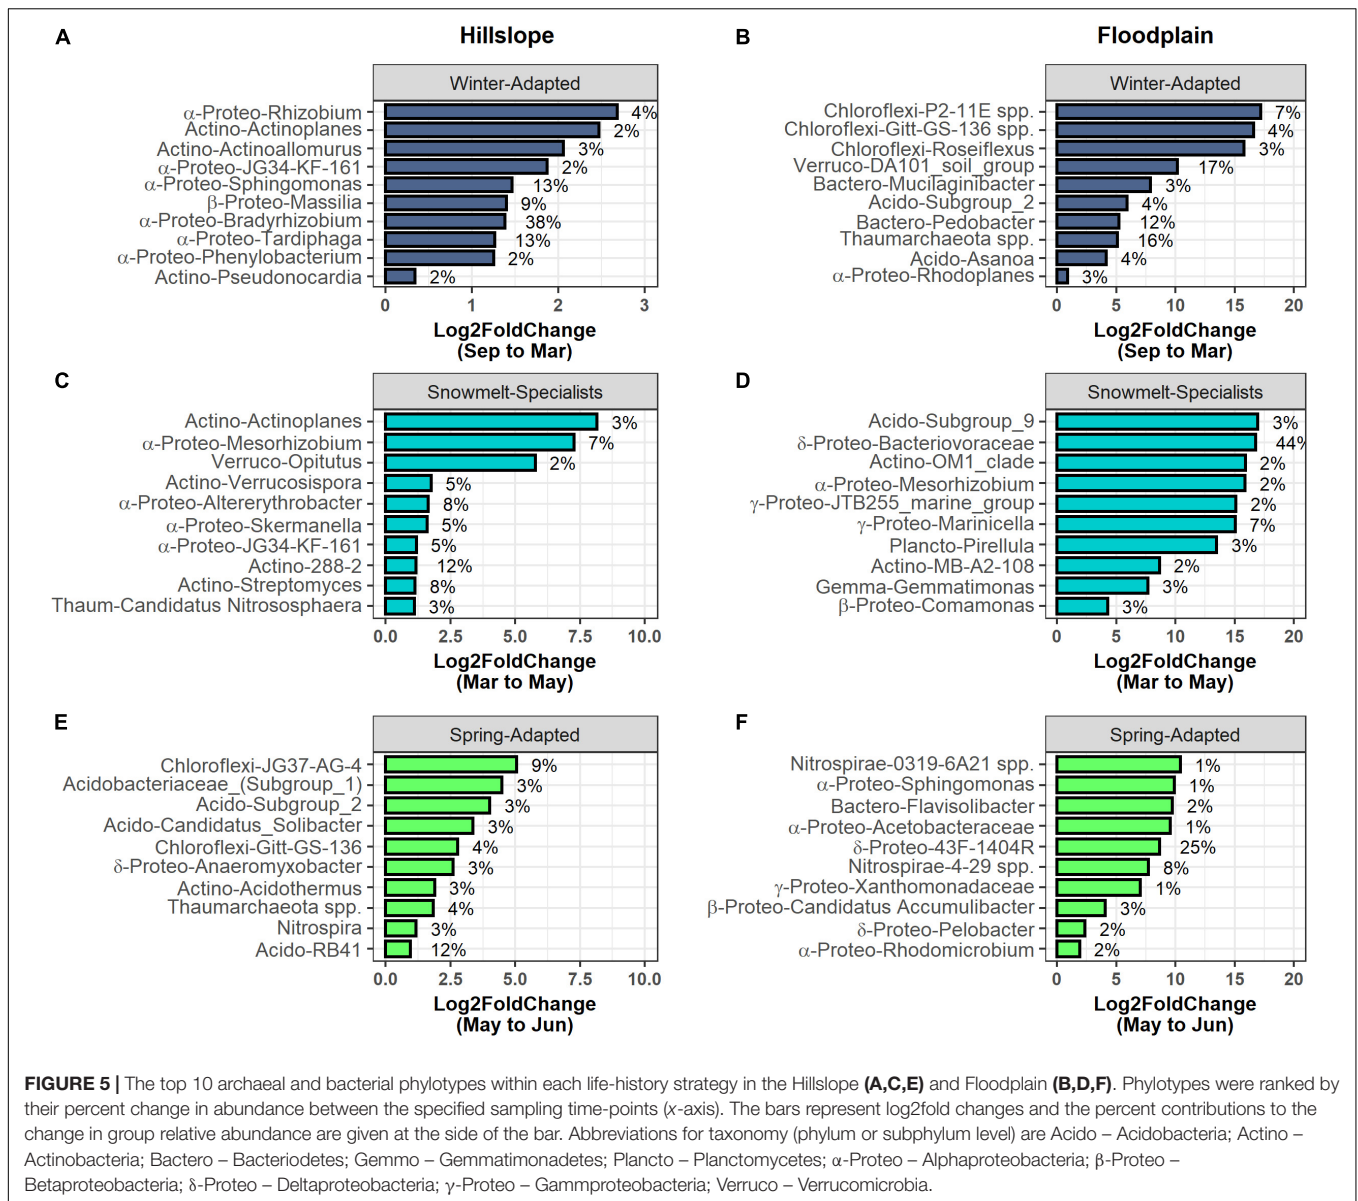 A
Hillslope
Winter-Adapted
α-Proteo-Rhizobium 4%
Actino-Actinoplanes 2%
Actino-Actinoallomurus 3%
α-Proteo-JG34-KF-161 2%
α-Proteo-Sphingomonas 13%
β-Proteo-Massilia 9%
α-Proteo-Bradyrhizobium 38%
α-Proteo-Tardiphaga 13%
α-Proteo-Phenylobacterium 2%
Actino-Pseudonocardia 2%
0 1 2 3
Log2FoldChange
(Sep to Mar)
B
Floodplain
Winter-Adapted
Chloroflexi-P2-11E spp. 7%
Chloroflexi-Gitt-GS-136 spp. 4%
Chloroflexi-Roseiflexus 3%
Verruco-DA101_soil_group 17%
Bactero-Mucilaginibacter 3%
Acido-Subgroup_2 4%
Bactero-Pedobacter 12%
Thaumarchaeota spp. 16%
Acido-Asanoa 4%
α-Proteo-Rhodoplanes 3%
0 5 10 15 20
Log2FoldChange
(Sep to Mar)
C
Snowmelt-Specialists
Actino-Actinoplanes 3%
α-Proteo-Mesorhizobium 7%
Verruco-Opitutus 2%
Actino-Verrucosispora 5%
α-Proteo-Altererythrobacter 8%
α-Proteo-Skermanella 5%
α-Proteo-JG34-KF-161 5%
Actino-288-2 12%
Actino-Streptomyces 8%
Thaum-Candidatus Nitrososphaera 3%
0.0 2.5 5.0 7.5 10.0
Log2FoldChange
(Mar to May)
D
Snowmelt-Specialists
Acido-Subgroup_9 3%
δ-Proteo-Bacteriovoraceae 44%
Actino-OM1_clade 2%
α-Proteo-Mesorhizobium 2%
γ-Proteo-JTB255_marine_group 2%
γ-Proteo-Marinicella 7%
Plancto-Pirellula 3%
Actino-MB-A2-108 2%
Gemma-Gemmatimonas 3%
β-Proteo-Comamonas 3%
0 5 10 15 20
Log2FoldChange
(Mar to May)
E
Spring-Adapted
Chloroflexi-JG37-AG-4 9%
Acidobacteriaceae_(Subgroup_1) 3%
Acido-Subgroup_2 3%
Acido-Candidatus_Solibacter 3%
Chloroflexi-Gitt-GS-136 4%
δ-Proteo-Anaeromyxobacter 3%
Actino-Acidothermus 3%
Thaumarchaeota spp. 4%
Nitrospira 3%
Acido-RB41 12%
0.0 2.5 5.0 7.5 10.0
Log2FoldChange
(May to Jun)
F
Spring-Adapted
Nitrospirae-0319-6A21 spp. 1%
α-Proteo-Sphingomonas 1%
Bactero-Flavisolibacter 2%
α-Proteo-Acetobacteraceae 1%
δ-Proteo-43F-1404R 25%
Nitrospirae-4-29 spp. 8%
γ-Proteo-Xanthomonadaceae 1%
β-Proteo-Candidatus Accumulibacter 3%
δ-Proteo-Pelobacter 2%
α-Proteo-Rhodomicrobium 2%
0 5 10 15 20
Log2FoldChange
(May to Jun)
FIGURE 5 | The top 10 archaeal and bacterial phylotypes within each life-history strategy in the Hillslope (A,C,E) and Floodplain (B,D,F). Phylotypes were ranked by
their percent change in abundance between the specified sampling time-points (x-axis). The bars represent log2fold changes and the percent contributions to the
change in group relative abundance are given at the side of the bar. Abbreviations for taxonomy (phylum or subphylum level) are Acido – Acidobacteria; Actino –
Actinobacteria; Bactero – Bacteriodetes; Gemmo – Gemmatimonadetes; Plancto – Planctomycetes; α-Proteo – Alphaproteobacteria; β-Proteo –
Betaproteobacteria; δ-Proteo – Deltaproteobacteria; γ-Proteo – Gammproteobacteria; Verruco – Verrucomicrobia.